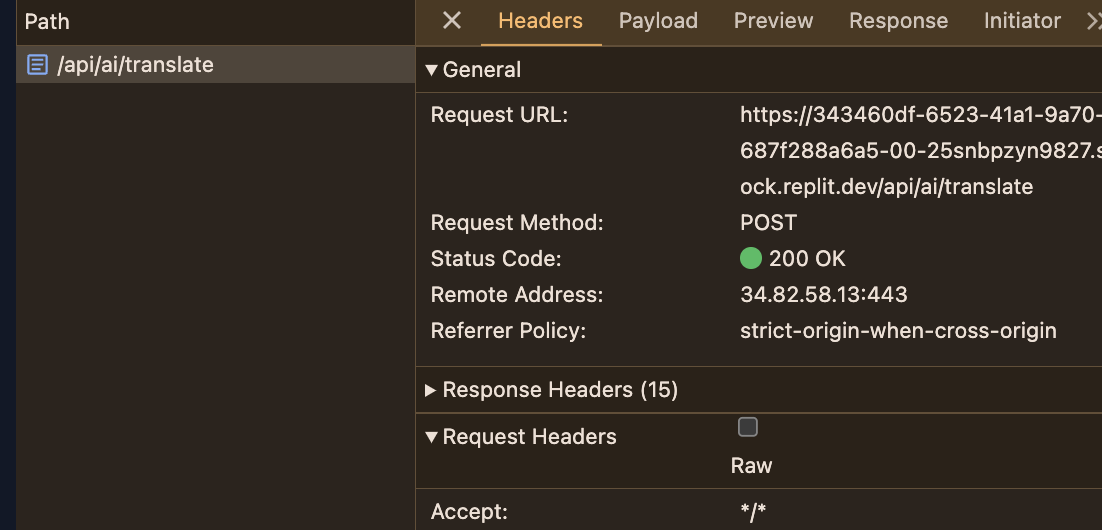 Path
/api/ai/translate
Headers Payload Preview Response Initiator
General
Request URL: https://343460df-6523-41a1-9a70-
687f288a6a5-00-25snbpzyn9827.s
ock.replit.dev/api/ai/translate
Request Method: POST
Status Code: 200 OK
Remote Address: 34.82.58.13:443
Referrer Policy: strict-origin-when-cross-origin
Response Headers (15)
Request Headers
Raw
Accept: */*